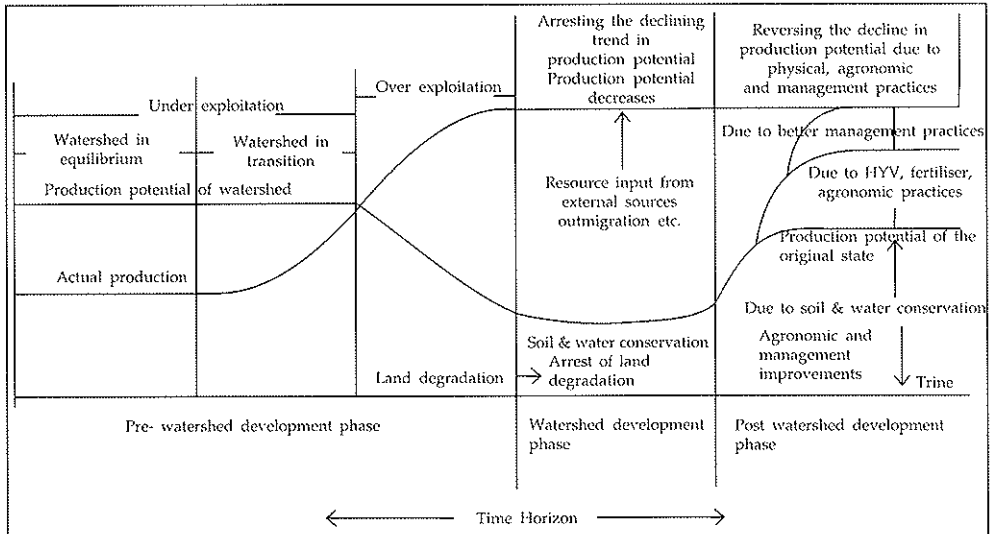 Arresting the declining
trend in
production potential
Production potential
decreases
Reversing the decline in
production potential due to
physical, agronomic
and management practices
Over exploitation
Under exploitation
Watershed in
equilibrium
Watershed in
transition
Due to better management practices
Production potential of watershed
Resource input from
external sources
outmigration etc.
Due to HYV, fertiliser,
agronomic practices
Production potential of the
original state
Actual production
Due to soil & water conservation
Soil & water conservation
Arrest of land
degradation
Agronomic and
management
improvements
Land degradation
Trine
Pre- watershed development phase
Watershed development
phase
Post watershed development
phase
Time Horizon